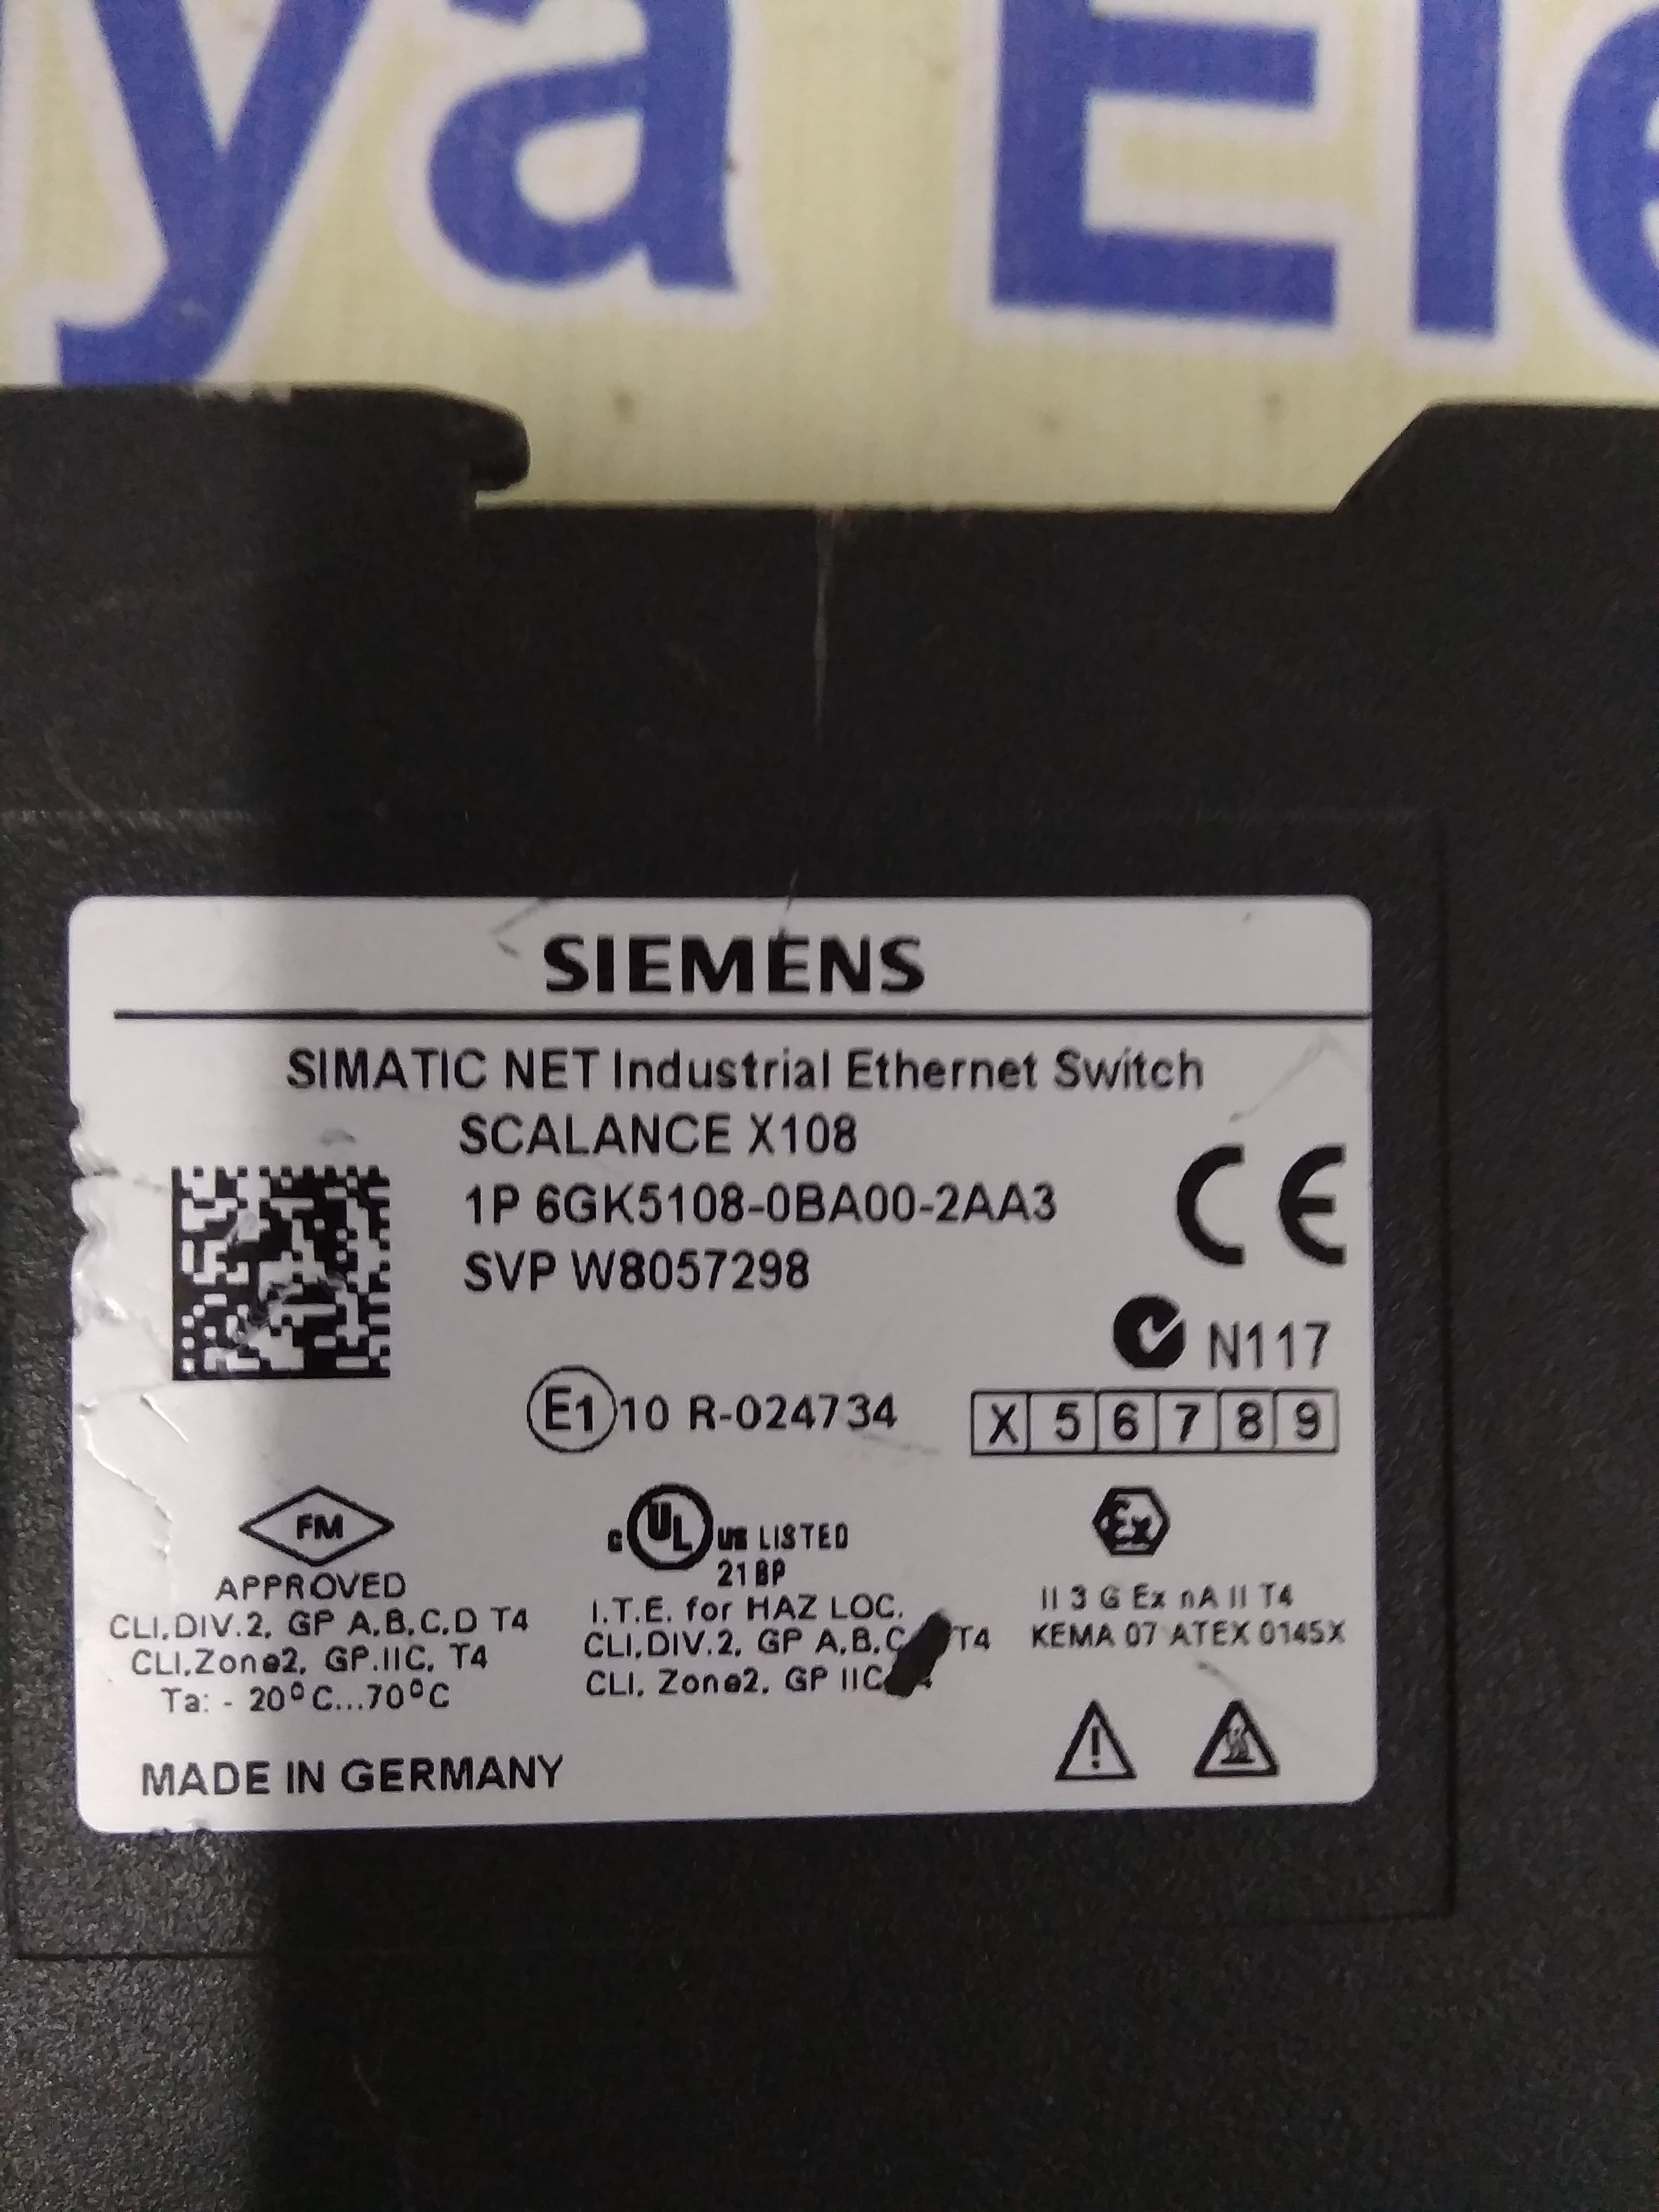 ya Ele
SIEMENS
SIMATIC NET Industrial Ethernet Switch
SCALANCE X108
1P 6GK5108-0BA00-2AA3
SVP W8057298
CE
N117
E1 10 R-024734
X 5 6 7 8 9
FM
APPROVED
CLI,DIV.2, GP A,B,C,D T4
CLI,Zone2, GP.IIC, T4
Ta: - 20°C...70°C
c UL us LISTED
21BP
I.T.E. for HAZ LOC.
CLI,DIV.2, GP A,B,C T4
CLI, Zone2, GP IIC
Ex
II 3 G Ex nA II T4
KEMA 07 ATEX 0145X
MADE IN GERMANY